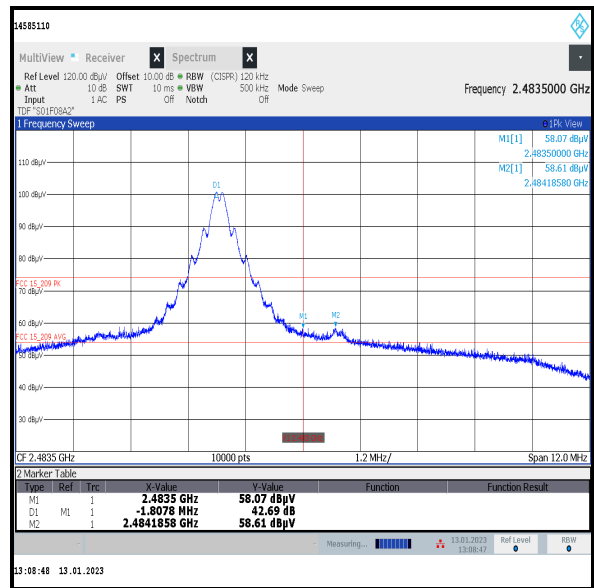 14585110
MultiView Receiver X Spectrum X
Ref Level 120.00 dBµV Offset 10.00 dB RBW (CISPR) 120 kHz
Att 10 dB SWT 10 ms VBW 500 kHz Mode Sweep Frequency 2.4835000 GHz
Input 1 AC PS Off Notch Off
TDF "S01F08A2"
1 Frequency Sweep 1Pk View
M1[1] 58.07 dBµV
2.48350000 GHz
M2[1] 58.61 dBµV
2.48418580 GHz
110 dBµV
D1
100 dBµV
90 dBµV
80 dBµV
FCC 15_209 PK
70 dBµV
M1 M2
60 dBµV
FCC 15_209 AVG
50 dBµV
40 dBµV
30 dBµV
CF 2.4835 GHz 10000 pts 1.2 MHz/ Span 12.0 MHz
2 Marker Table
Type Ref Trc X-Value Y-Value Function Function Result
M1 1 2.4835 GHz 58.07 dBµV
D1 M1 1 -1.8078 MHz 42.69 dB
M2 1 2.4841858 GHz 58.61 dBµV
Measuring... 13.01.2023 Ref Level RBW
13:08:47
13:08:48 13.01.2023